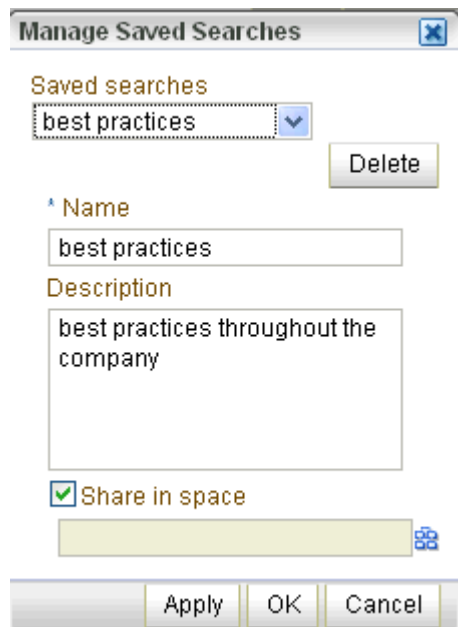 Manage Saved Searches
Saved searches
best practices
Delete
* Name
best practices
Description
best practices throughout the
company
Share in space
Apply OK Cancel